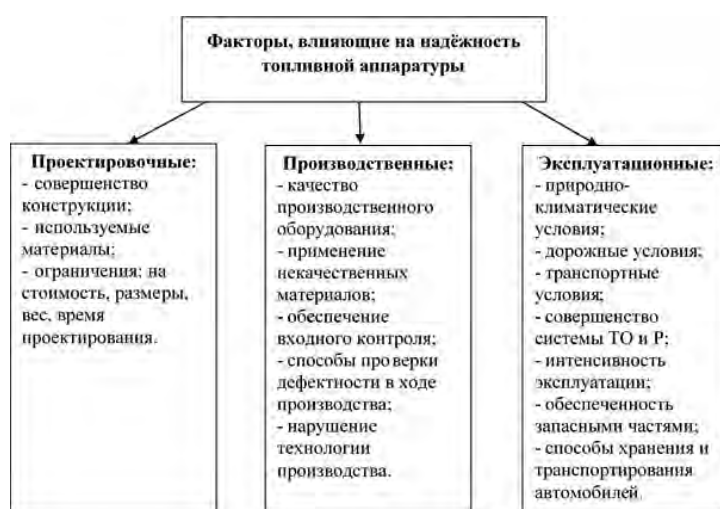 Факторы, влияющие на надёжность
топливной аппаратуры
Проектировочные:
- совершенство
конструкции;
- используемые
материалы;
- ограничения: на
стоимость, размеры,
вес, время
проектирования.
Производственные:
- качество
производственного
оборудования;
- применение
некачественных
материалов;
- обеспечение
входного контроля;
- способы проверки
дефектности в ходе
производства;
- нарушение
технологии
производства.
Эксплуатационные:
- природно-
климатические
условия;
- дорожные условия;
- транспортные
условия;
- совершенство
системы ТО и Р;
- интенсивность
эксплуатации;
- обеспеченность
запасными частями;
- способы хранения и
транспортирования
автомобилей